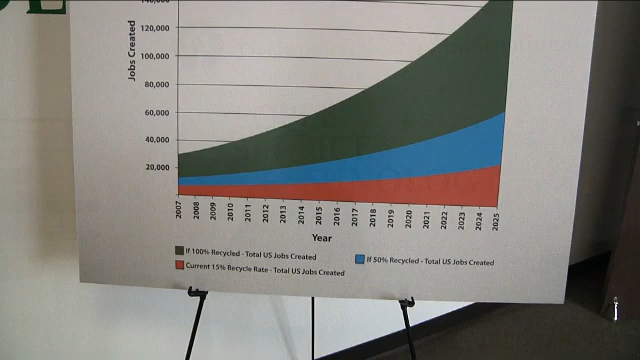 140,000
120,000
100,000
80,000
60,000
40,000
20,000
Jobs Created
2007 2008 2009 2010 2011 2012 2013 2014 2015 2016 2017 2018 2019 2020 2021 2022 2023 2024 2025
Year
If 100% Recycled - Total US Jobs Created
If 50% Recycled - Total US Jobs Created
Current 15% Recycle Rate - Total US Jobs Created